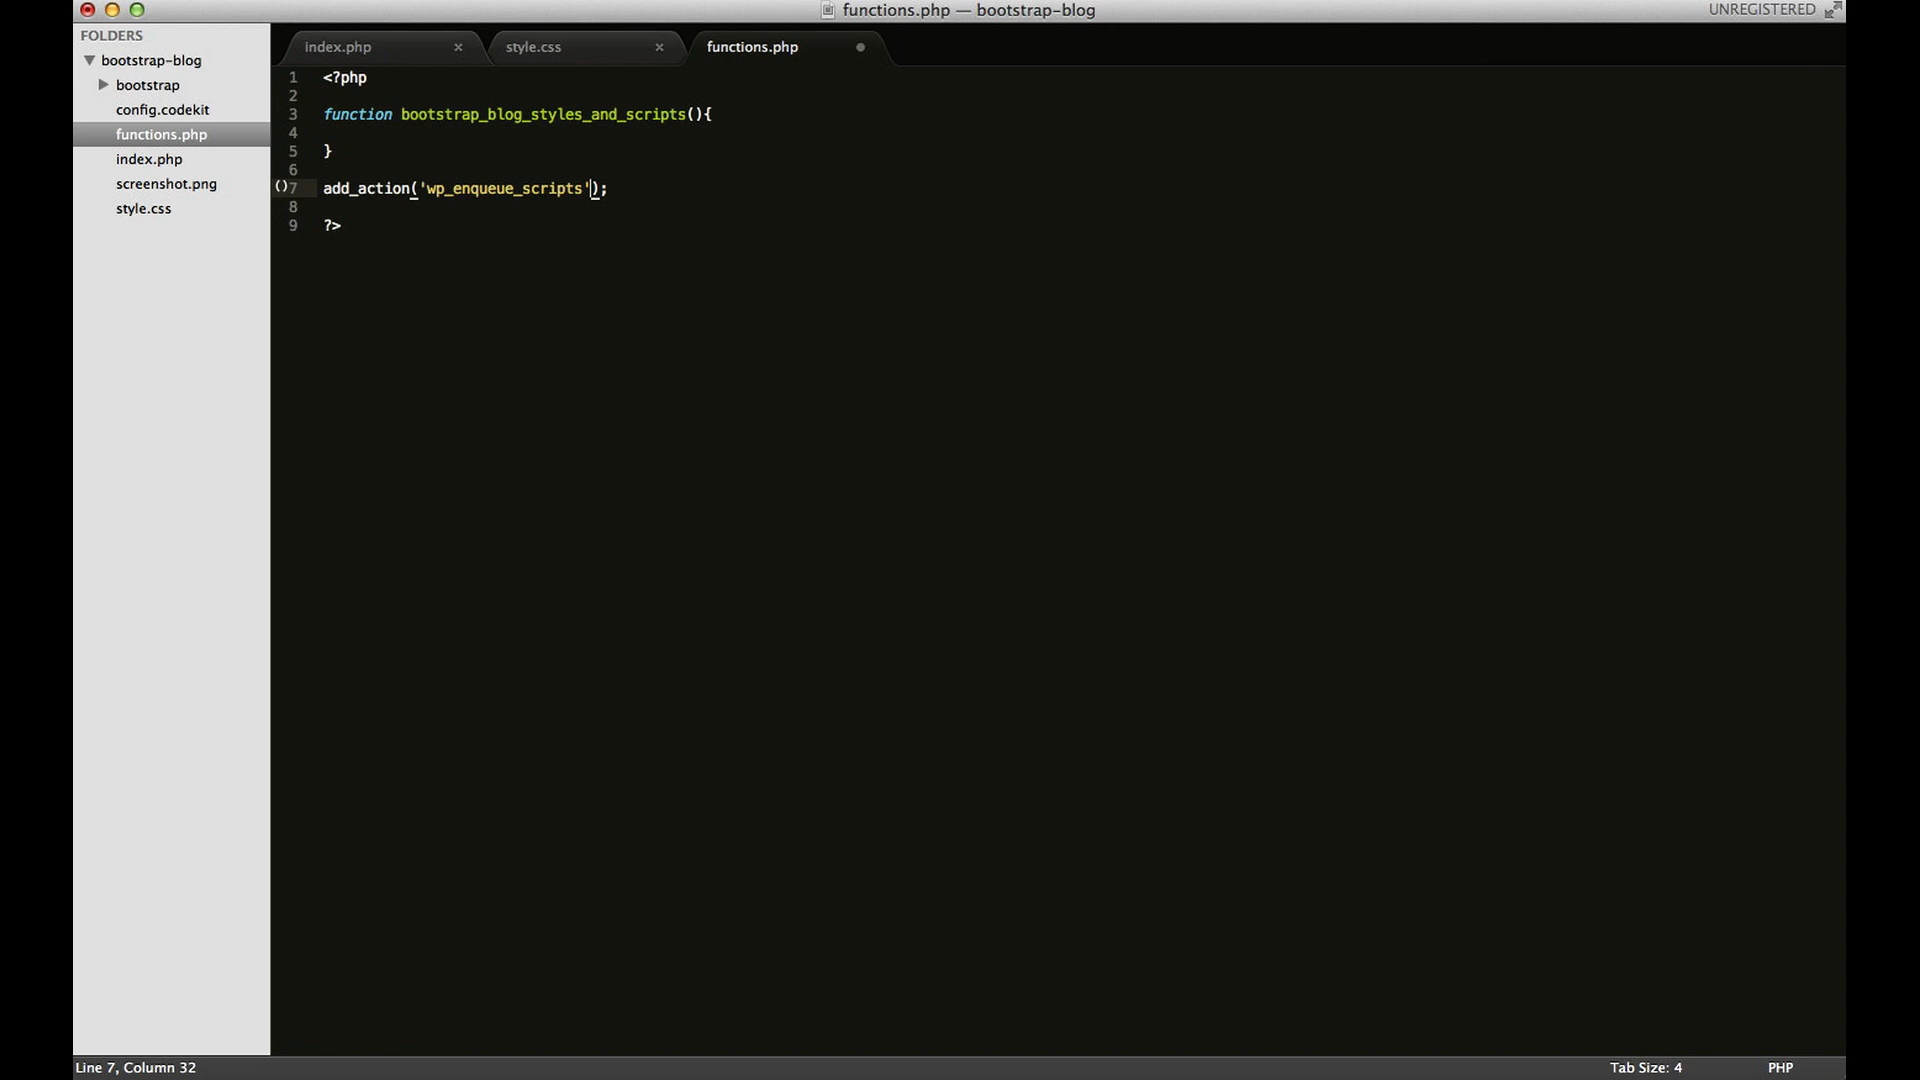 functions.php — bootstrap-blog
UNREGISTERED
FOLDERS
bootstrap-blog
bootstrap
config.codekit
functions.php
index.php
screenshot.png
style.css
index.php ×
style.css ×
functions.php
1 <?php
2
3 function bootstrap_blog_styles_and_scripts(){
4
5 }
6
()7 add_action('wp_enqueue_scripts');
8
9 ?>
Line 7, Column 32
Tab Size: 4
PHP